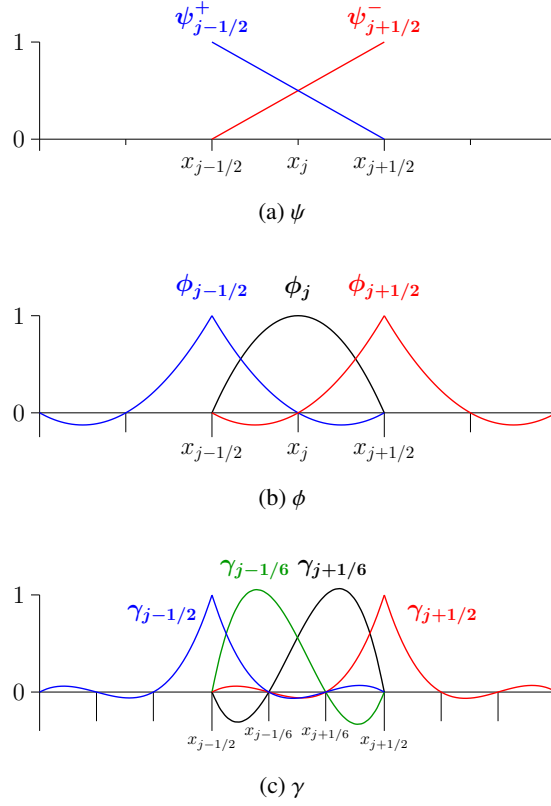 ψ⁺ⱼ₋₁/₂ ψ⁻ⱼ₊₁/₂
1
0
xⱼ₋₁/₂ xⱼ xⱼ₊₁/₂
(a) ψ
ϕⱼ₋₁/₂ ϕⱼ ϕⱼ₊₁/₂
1
0
xⱼ₋₁/₂ xⱼ xⱼ₊₁/₂
(b) ϕ
γⱼ₋₁/₆ γⱼ₊₁/₆
1 γⱼ₋₁/₂ γⱼ₊₁/₂
0
xⱼ₋₁/₂ xⱼ₋₁/₆ xⱼ₊₁/₆ xⱼ₊₁/₂
(c) γ